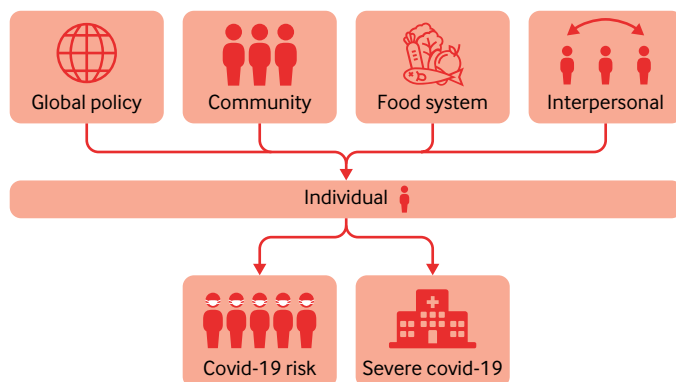 Global policy
Community
Food system
Interpersonal
Individual
Covid-19 risk
Severe covid-19